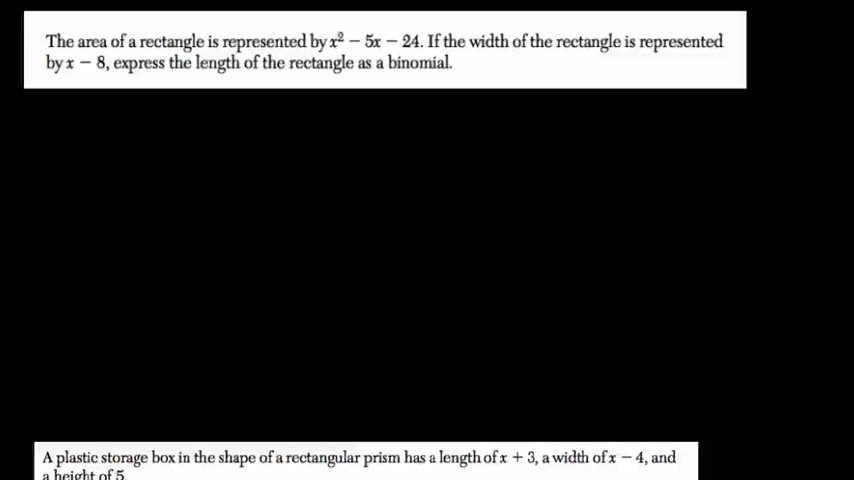 The area of a rectangle is represented by x² − 5x − 24. If the width of the rectangle is represented
by x − 8, express the length of the rectangle as a binomial.
A plastic storage box in the shape of a rectangular prism has a length of x + 3, a width of x − 4, and
a height of 5.